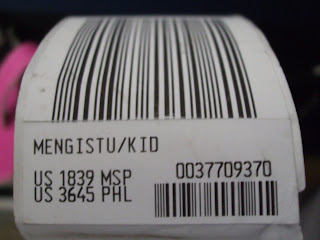 MENGISTU/KID
0037709370
US 1839 MSP
US 3645 PHL